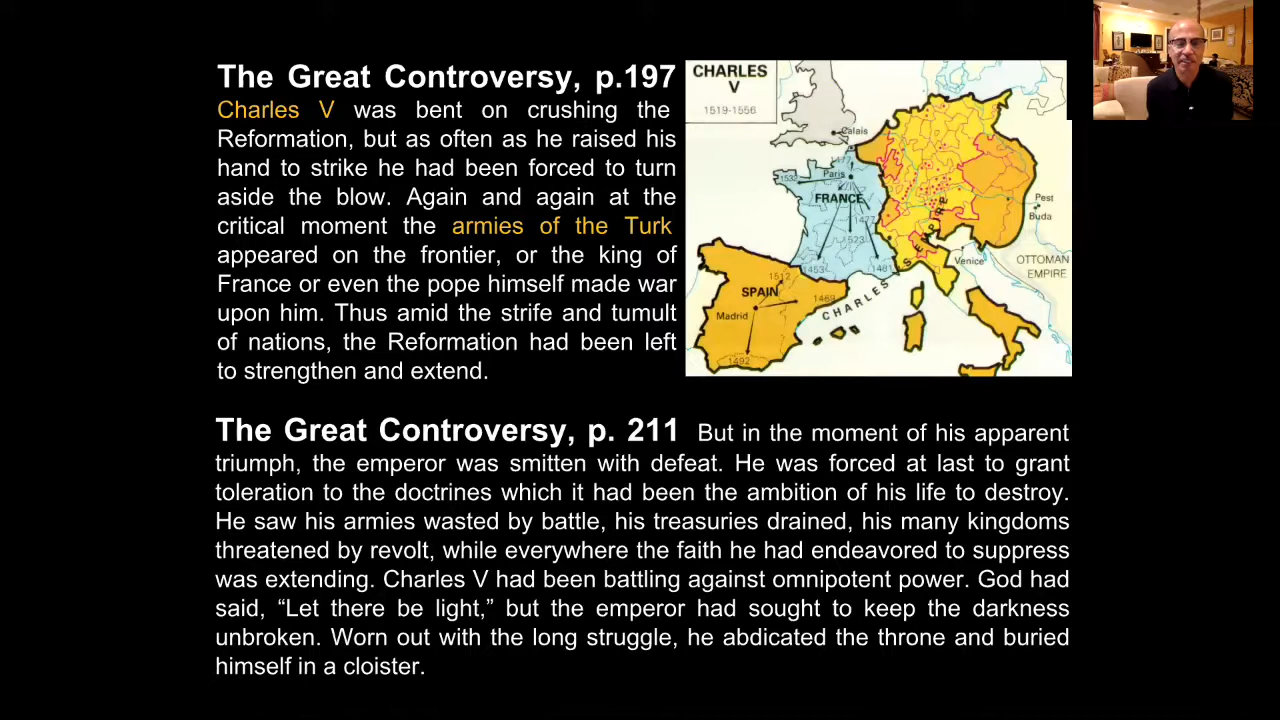 The Great Controversy, p.197
Charles V was bent on crushing the
Reformation, but as often as he raised his
hand to strike he had been forced to turn
aside the blow. Again and again at the
critical moment the armies of the Turk
appeared on the frontier, or the king of
France or even the pope himself made war
upon him. Thus amid the strife and tumult
of nations, the Reformation had been left
to strengthen and extend.
CHARLES
V
1519-1556
Calais
Paris
1532
FRANCE
1477
1523
1453
1481
1512
SPAIN
1469
Madrid
1492
CHARLES
EMPIRE
Venice
Pest
Buda
OTTOMAN
EMPIRE
The Great Controversy, p. 211 But in the moment of his apparent
triumph, the emperor was smitten with defeat. He was forced at last to grant
toleration to the doctrines which it had been the ambition of his life to destroy.
He saw his armies wasted by battle, his treasuries drained, his many kingdoms
threatened by revolt, while everywhere the faith he had endeavored to suppress
was extending. Charles V had been battling against omnipotent power. God had
said, “Let there be light,” but the emperor had sought to keep the darkness
unbroken. Worn out with the long struggle, he abdicated the throne and buried
himself in a cloister.